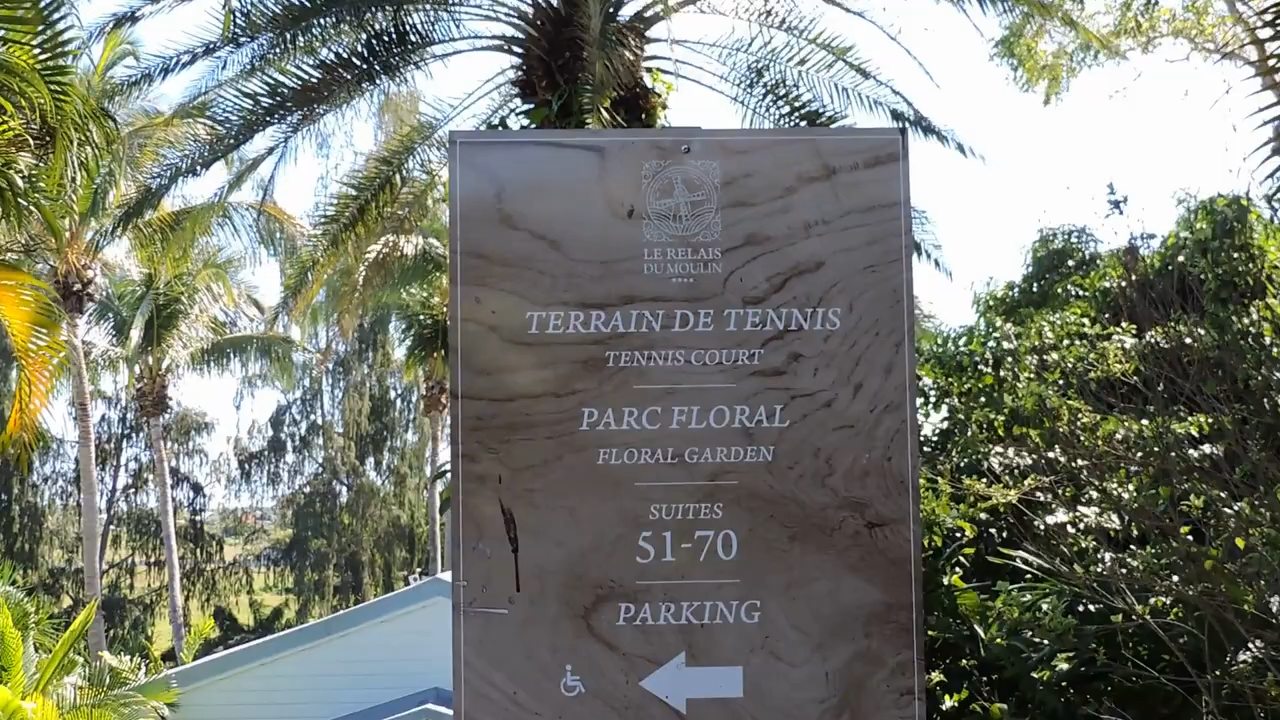 LE RELAIS
DU MOULIN
****
TERRAIN DE TENNIS
TENNIS COURT
PARC FLORAL
FLORAL GARDEN
SUITES
51-70
PARKING